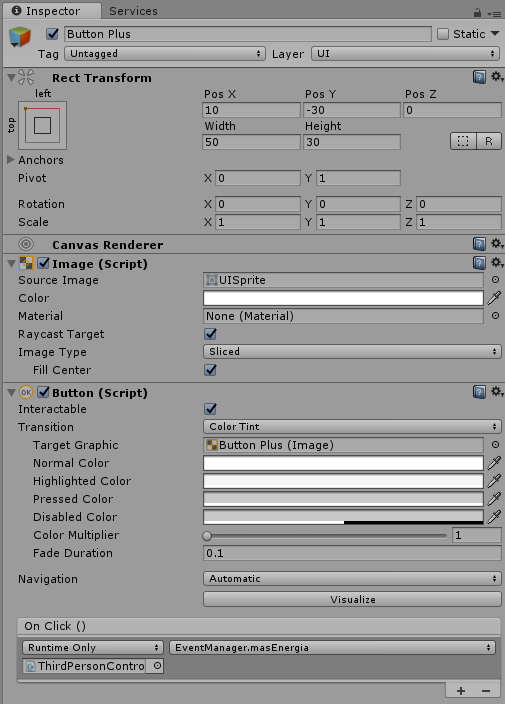 Inspector Services
Button Plus Static
Tag Untagged Layer UI
Rect Transform
left
top
Pos X Pos Y Pos Z
10 -30 0
Width Height
50 30
R
Anchors
Pivot X 0 Y 1
Rotation X 0 Y 0 Z 0
Scale X 1 Y 1 Z 1
Canvas Renderer
Image (Script)
Source Image UISprite
Color
Material None (Material)
Raycast Target
Image Type Sliced
Fill Center
OK Button (Script)
Interactable
Transition Color Tint
Target Graphic Button Plus (Image)
Normal Color
Highlighted Color
Pressed Color
Disabled Color
Color Multiplier 1
Fade Duration 0.1
Navigation Automatic
Visualize
On Click ()
Runtime Only EventManager.masEnergia
ThirdPersonContro
+ −